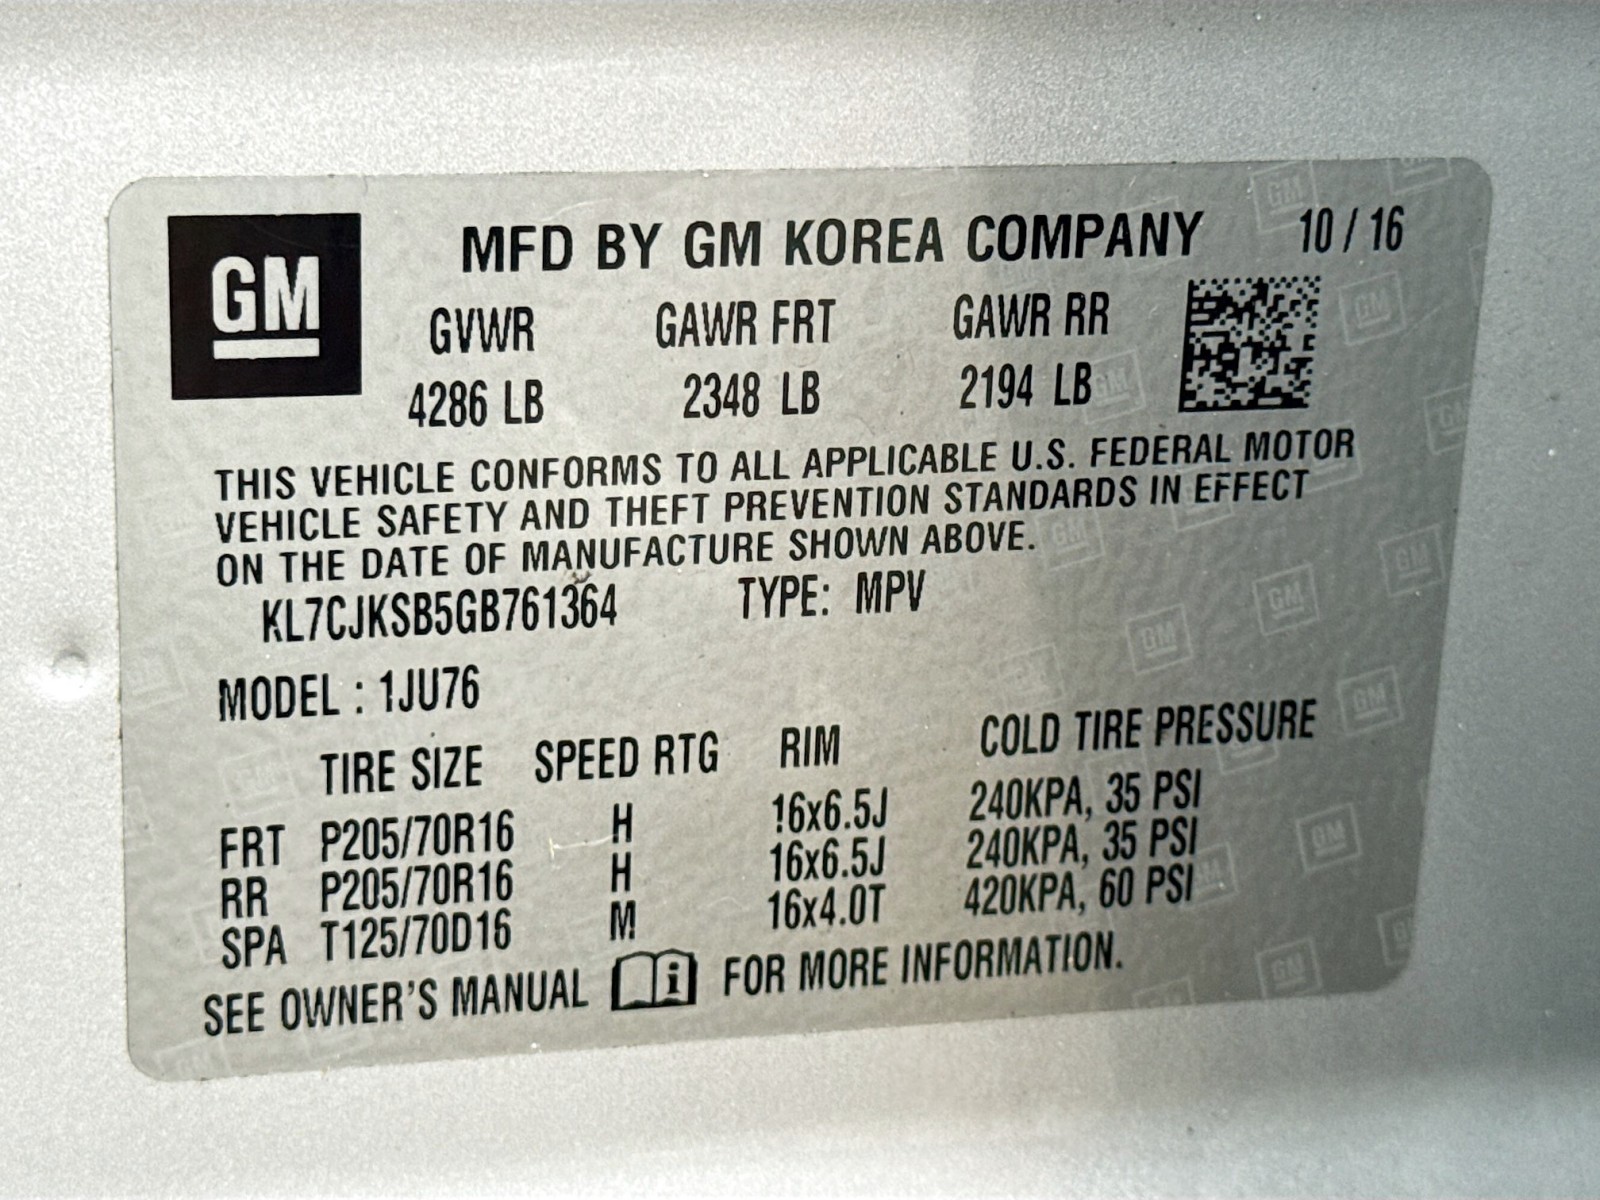 GM
MFD BY GM KOREA COMPANY 10 / 16
GVWR GAWR FRT GAWR RR
4286 LB 2348 LB 2194 LB
THIS VEHICLE CONFORMS TO ALL APPLICABLE U.S. FEDERAL MOTOR
VEHICLE SAFETY AND THEFT PREVENTION STANDARDS IN EFFECT
ON THE DATE OF MANUFACTURE SHOWN ABOVE.
KL7CJKSB5GB761364 TYPE: MPV
MODEL : 1JU76
TIRE SIZE SPEED RTG RIM COLD TIRE PRESSURE
FRT P205/70R16 H 16x6.5J 240KPA, 35 PSI
RR P205/70R16 H 16x6.5J 240KPA, 35 PSI
SPA T125/70D16 M 16x4.0T 420KPA, 60 PSI
SEE OWNER'S MANUAL i FOR MORE INFORMATION.